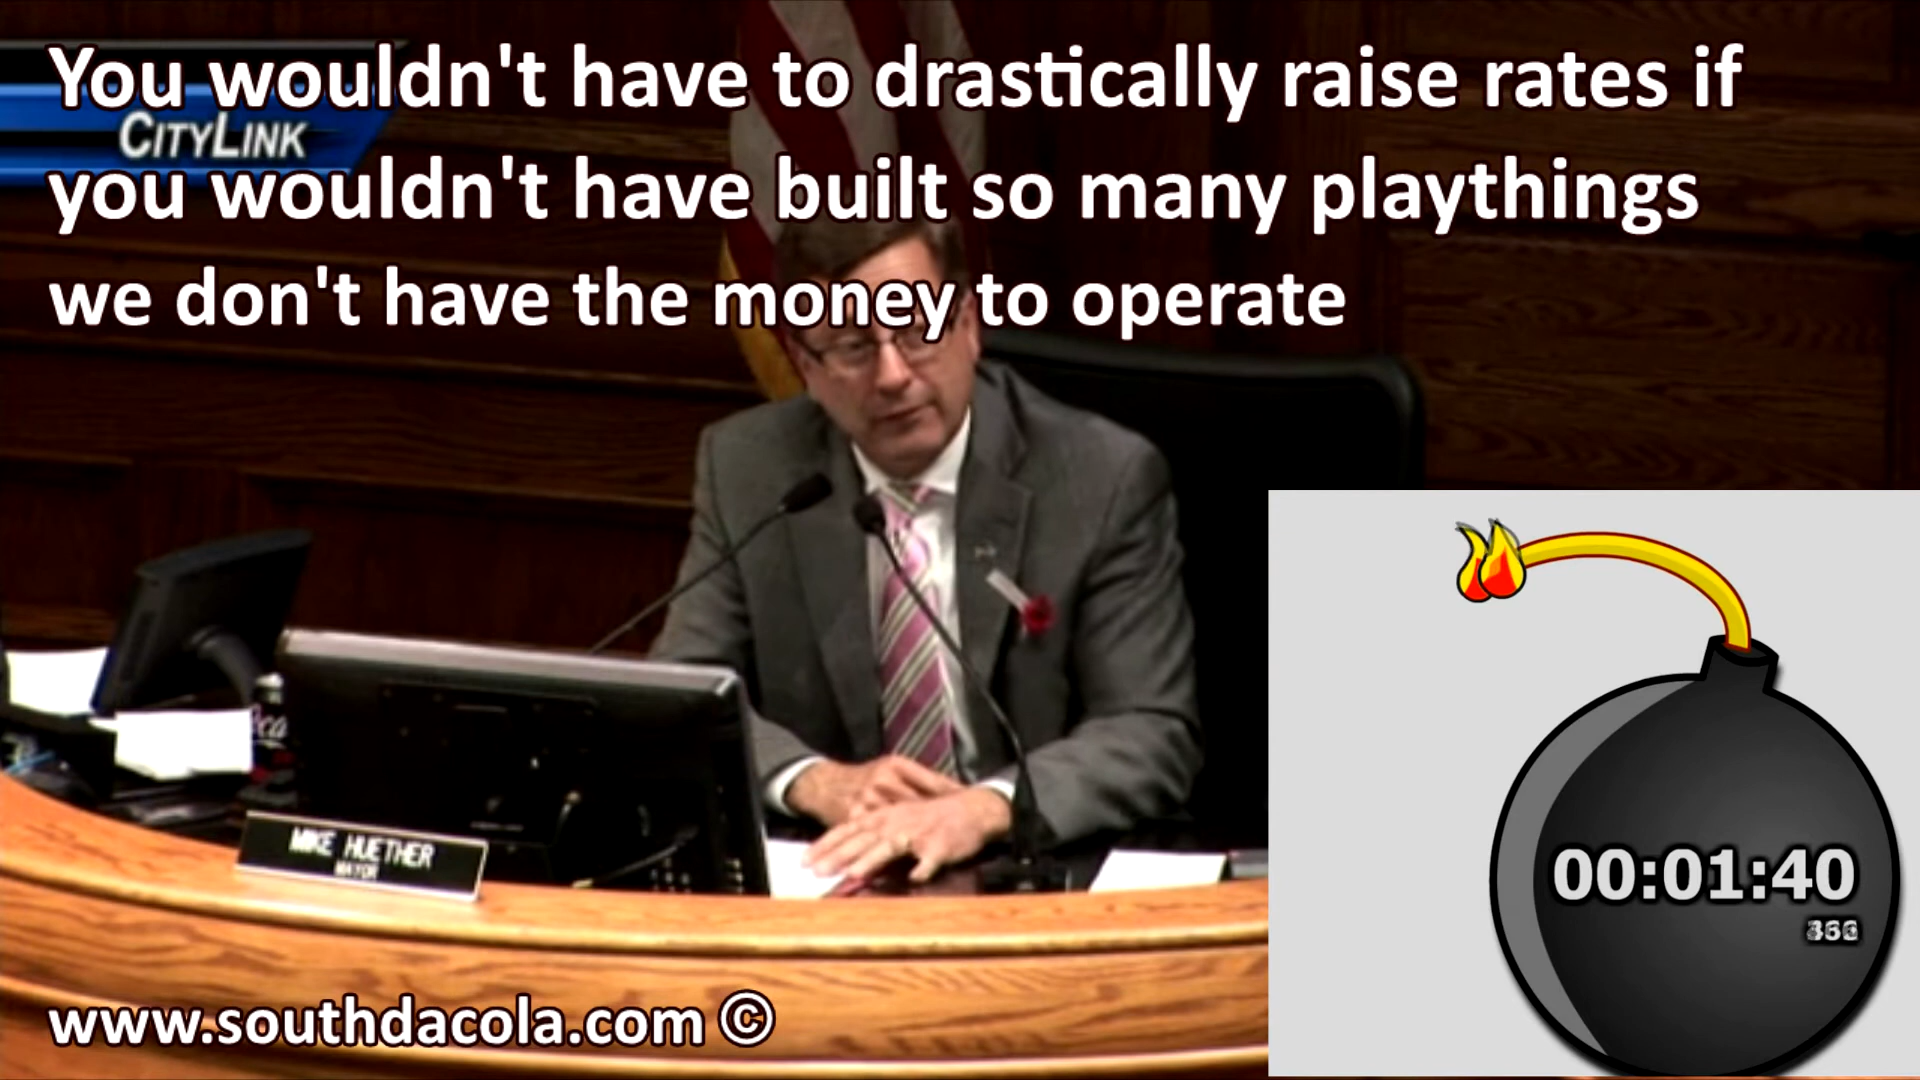 You wouldn't have to drastically raise rates if
CITYLINK
you wouldn't have built so many playthings
we don't have the money to operate
MIKE HUETHER
MAYOR
00:01:40
www.southdacola.com ©